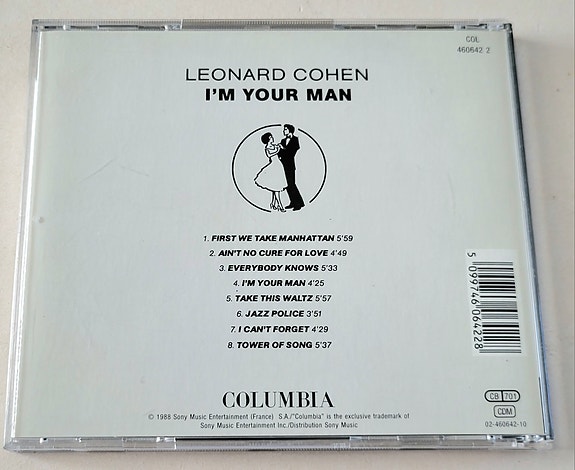 COL
460642 2
LEONARD COHEN
I'M YOUR MAN
1. FIRST WE TAKE MANHATTAN 5'59
2. AIN'T NO CURE FOR LOVE 4'49
3. EVERYBODY KNOWS 5'33
4. I'M YOUR MAN 4'25
5. TAKE THIS WALTZ 5'57
6. JAZZ POLICE 3'51
7. I CAN'T FORGET 4'29
8. TOWER OF SONG 5'37
5 099746 064228
COLUMBIA
© 1988 Sony Music Entertainment (France) S.A./"Columbia" is the exclusive trademark of
Sony Music Entertainment Inc./Distribution Sony Music
CB 701
CDM
02-460642-10